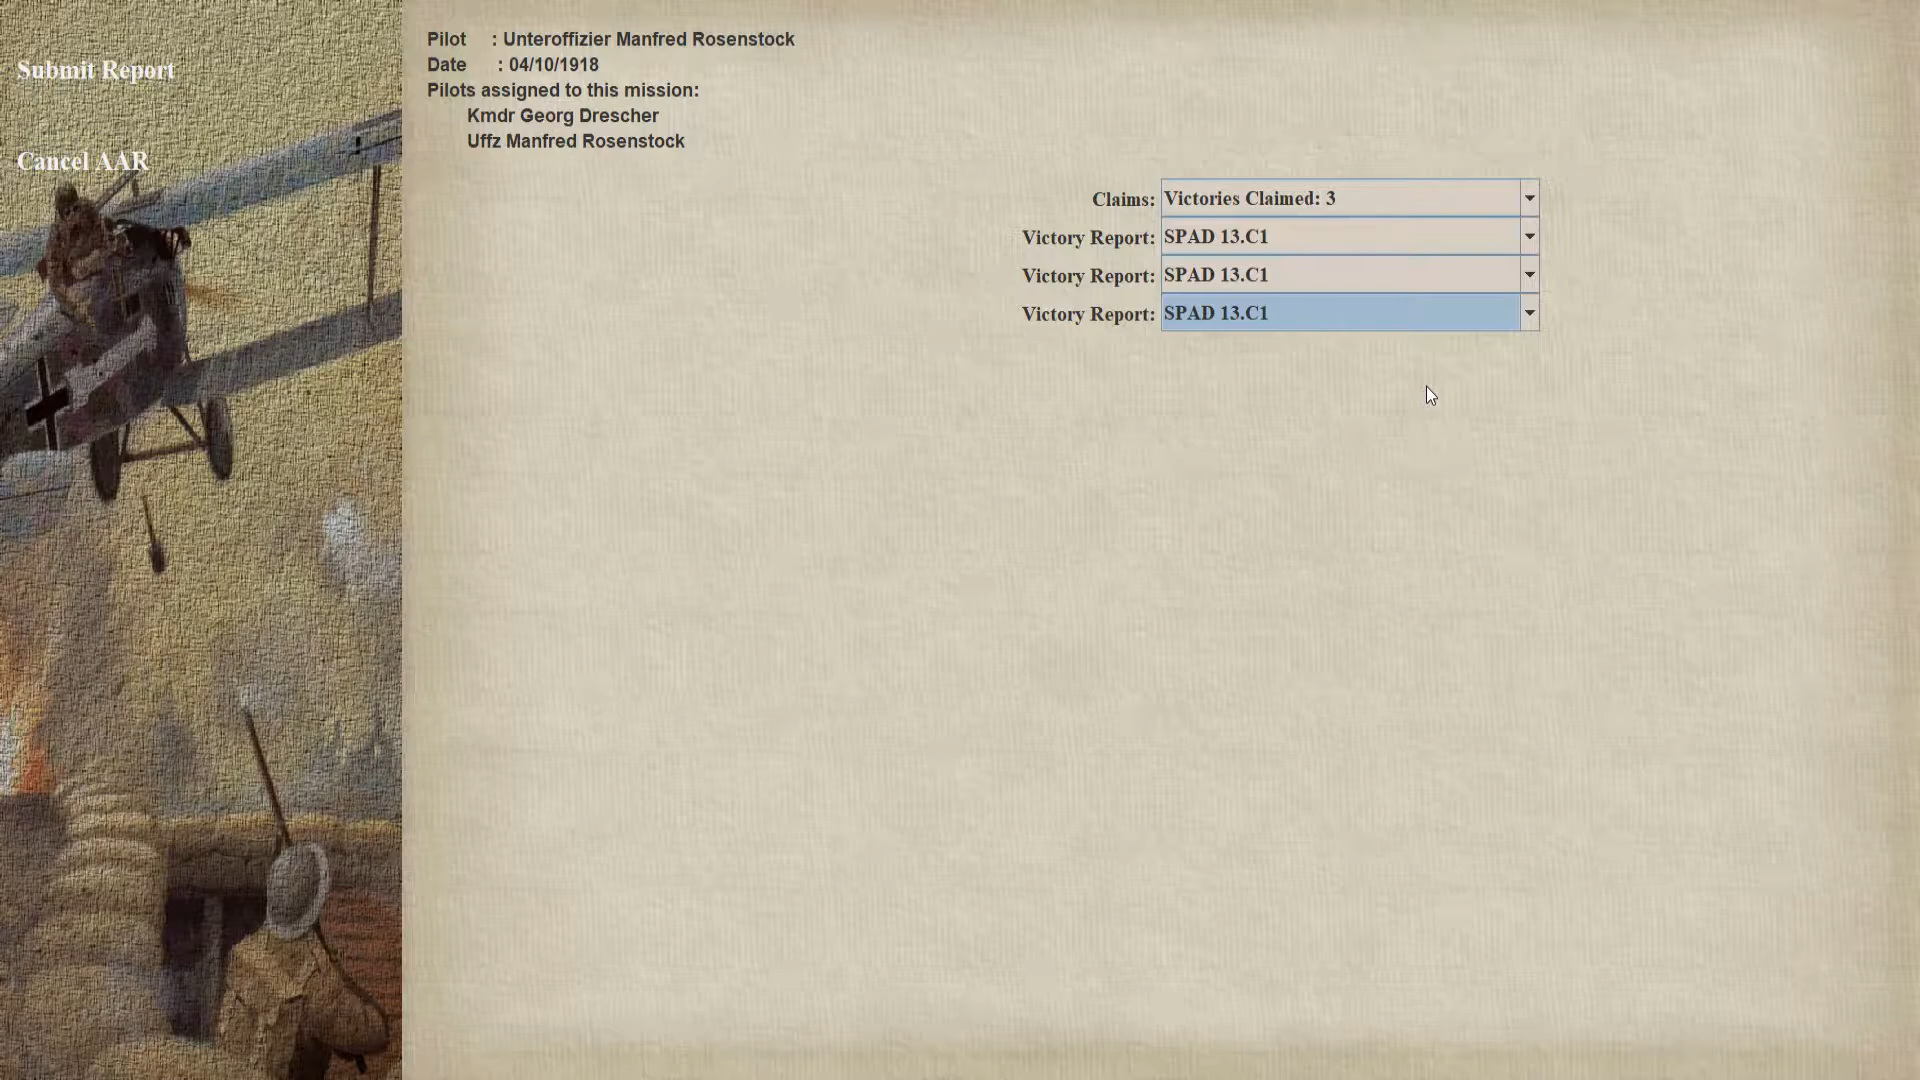 Submit Report
Cancel AAR
Pilot : Unteroffizier Manfred Rosenstock
Date : 04/10/1918
Pilots assigned to this mission:
Kmdr Georg Drescher
Uffz Manfred Rosenstock
Claims: Victories Claimed: 3
Victory Report: SPAD 13.C1
Victory Report: SPAD 13.C1
Victory Report: SPAD 13.C1